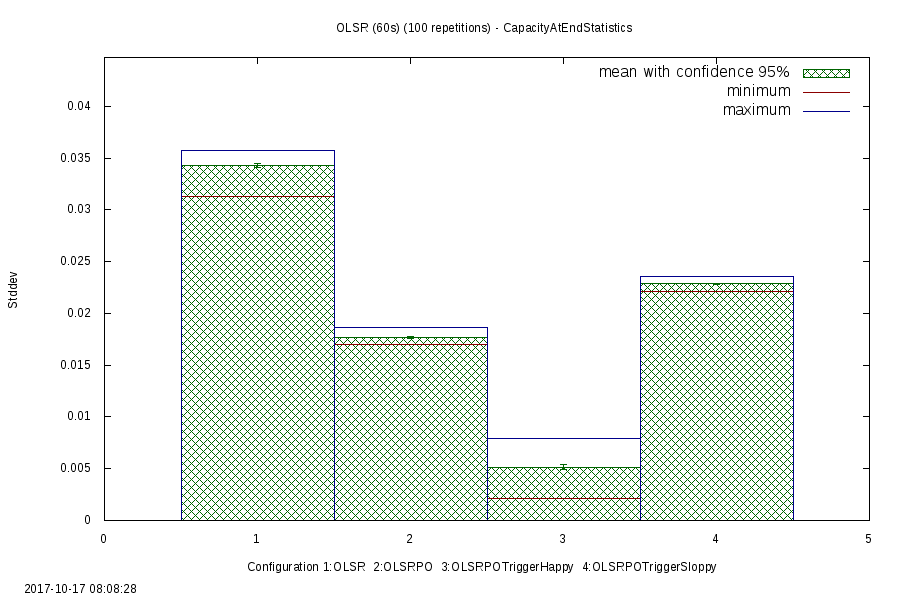 OLSR (60s) (100 repetitions) - CapacityAtEndStatistics
mean with confidence 95%
minimum
maximum
0.04
0.035
0.03
0.025
0.02
0.015
0.01
0.005
0
Stddev
0 1 2 3 4 5
Configuration 1:OLSR 2:OLSRPO 3:OLSRPOTriggerHappy 4:OLSRPOTriggerSloppy
2017-10-17 08:08:28